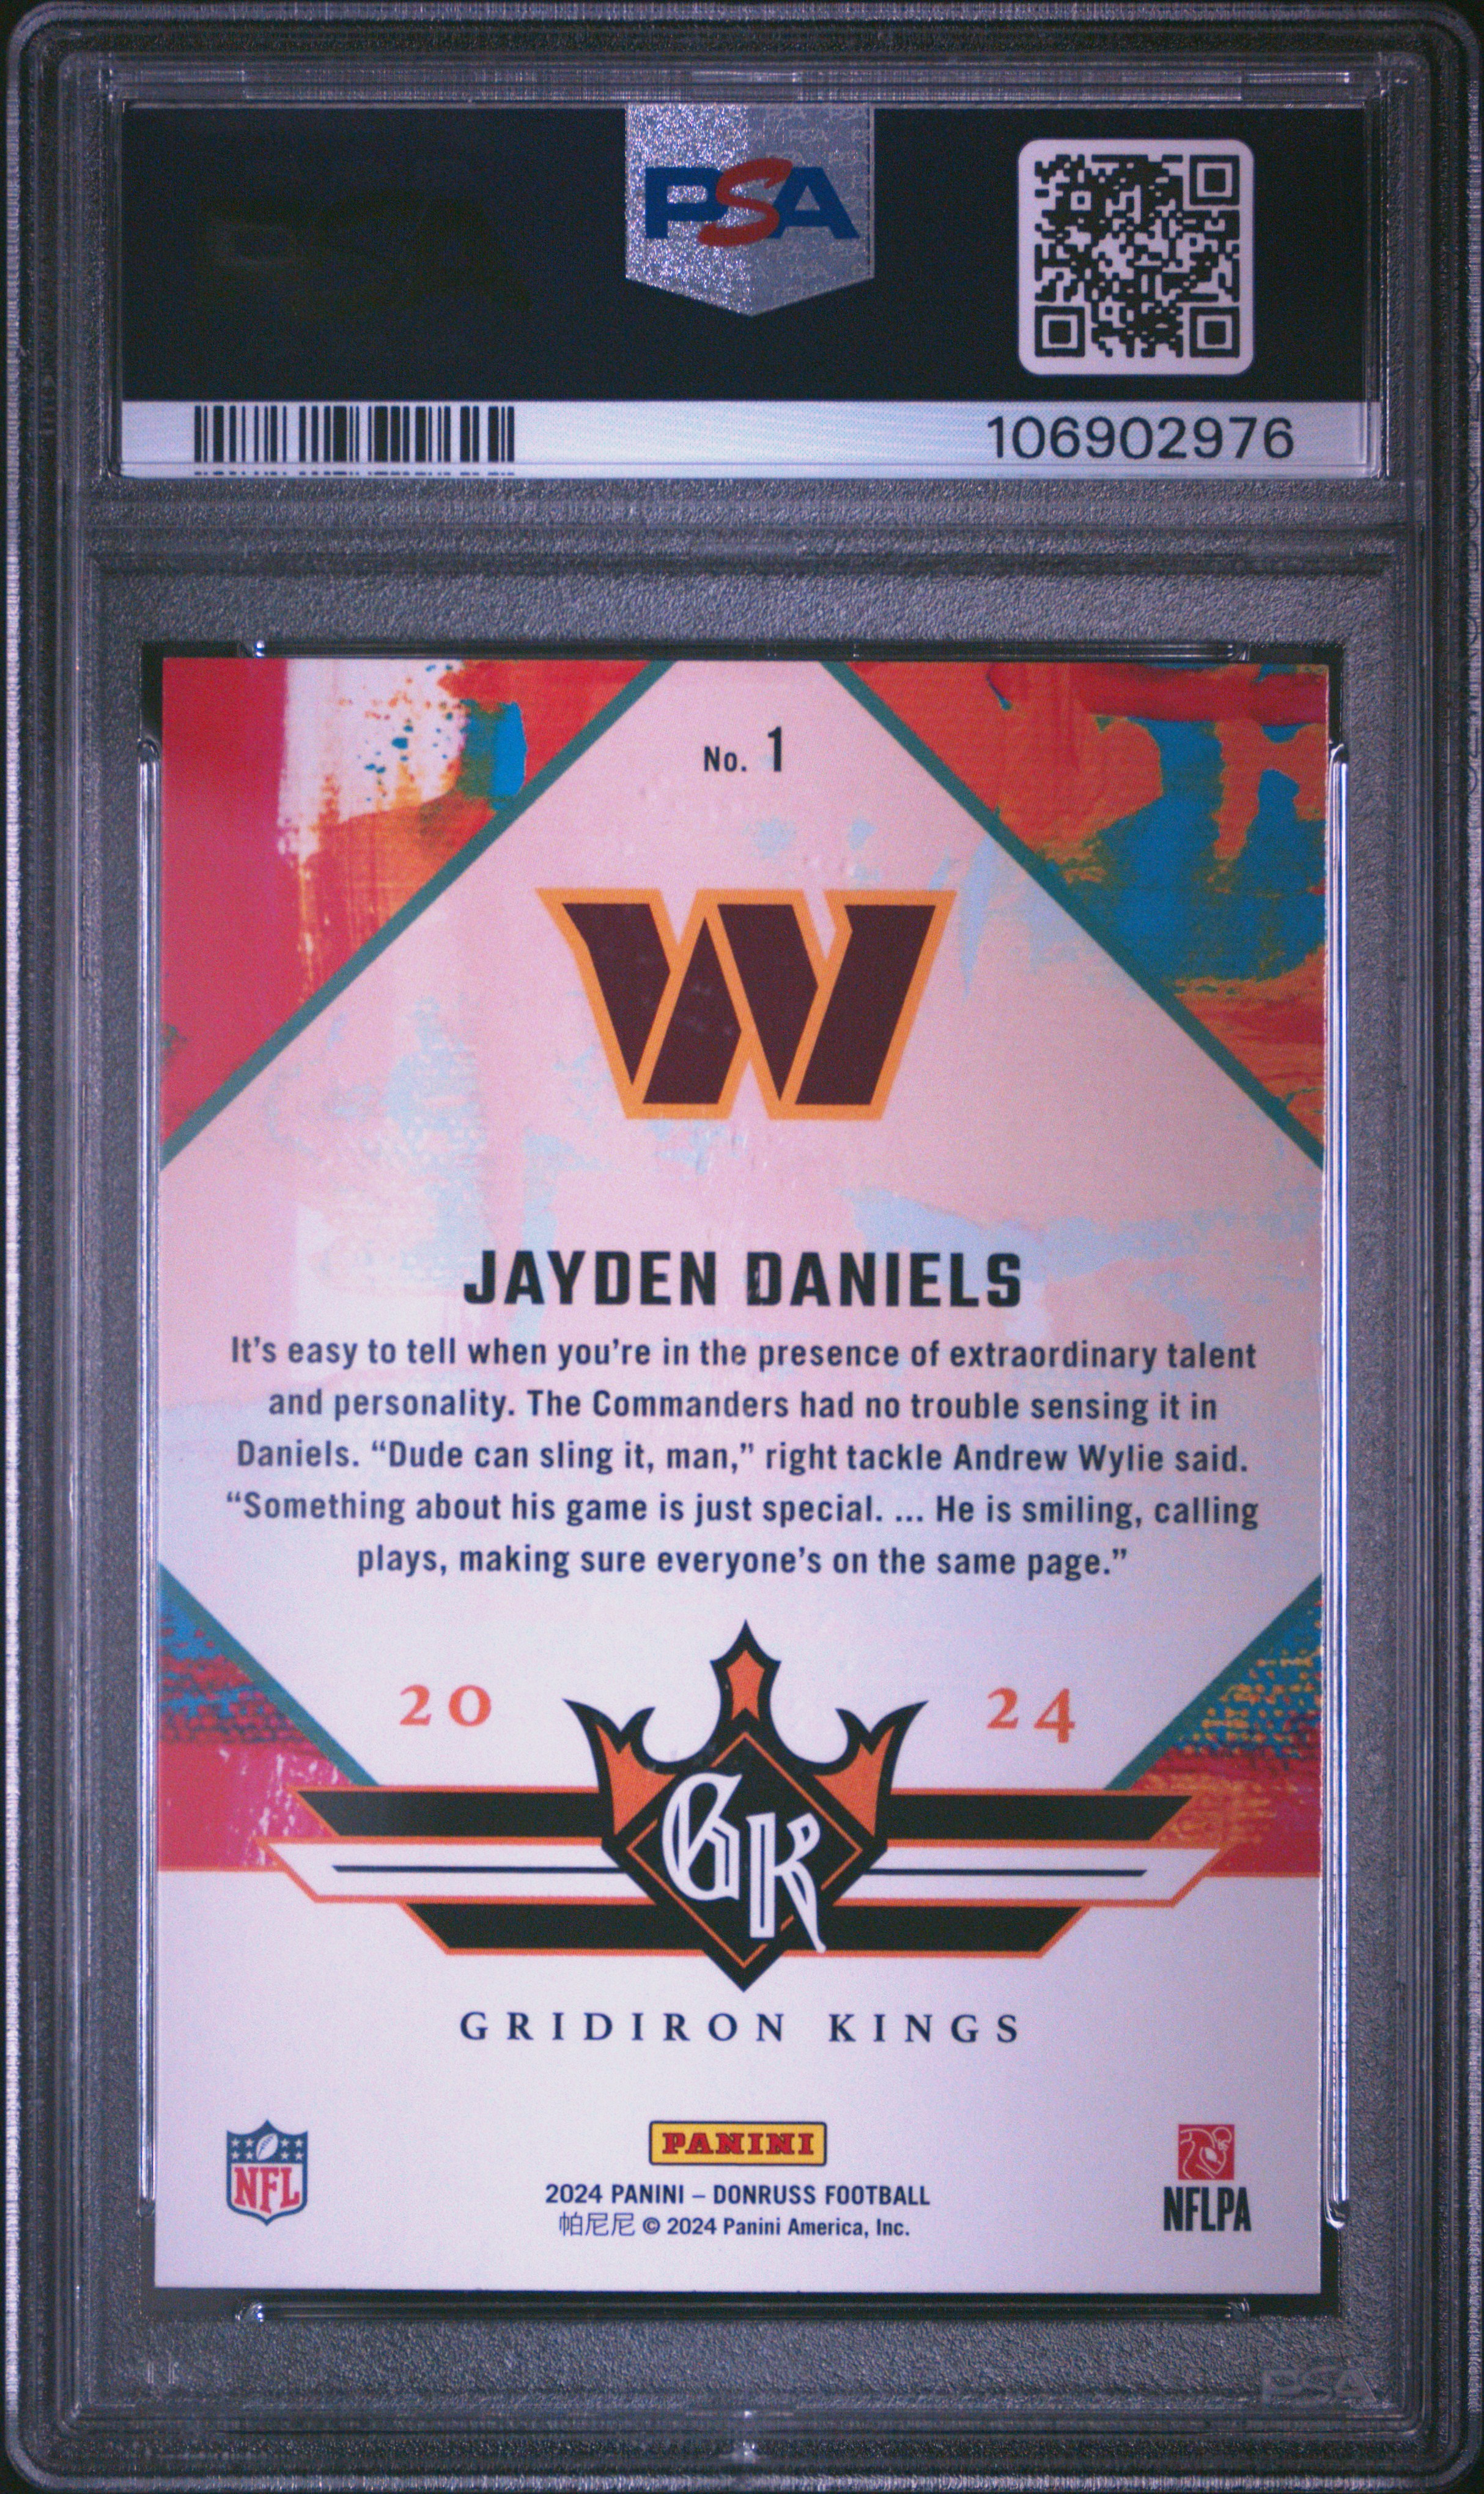 PSA
106902976
No. 1
W
JAYDEN DANIELS
It's easy to tell when you're in the presence of extraordinary talent
and personality. The Commanders had no trouble sensing it in
Daniels. “Dude can sling it, man,” right tackle Andrew Wylie said.
“Something about his game is just special. ... He is smiling, calling
plays, making sure everyone’s on the same page.”
20 24
GK
GRIDIRON KINGS
NFL
PANINI
NFLPA
2024 PANINI – DONRUSS FOOTBALL
帕尼尼 © 2024 Panini America, Inc.
PSA